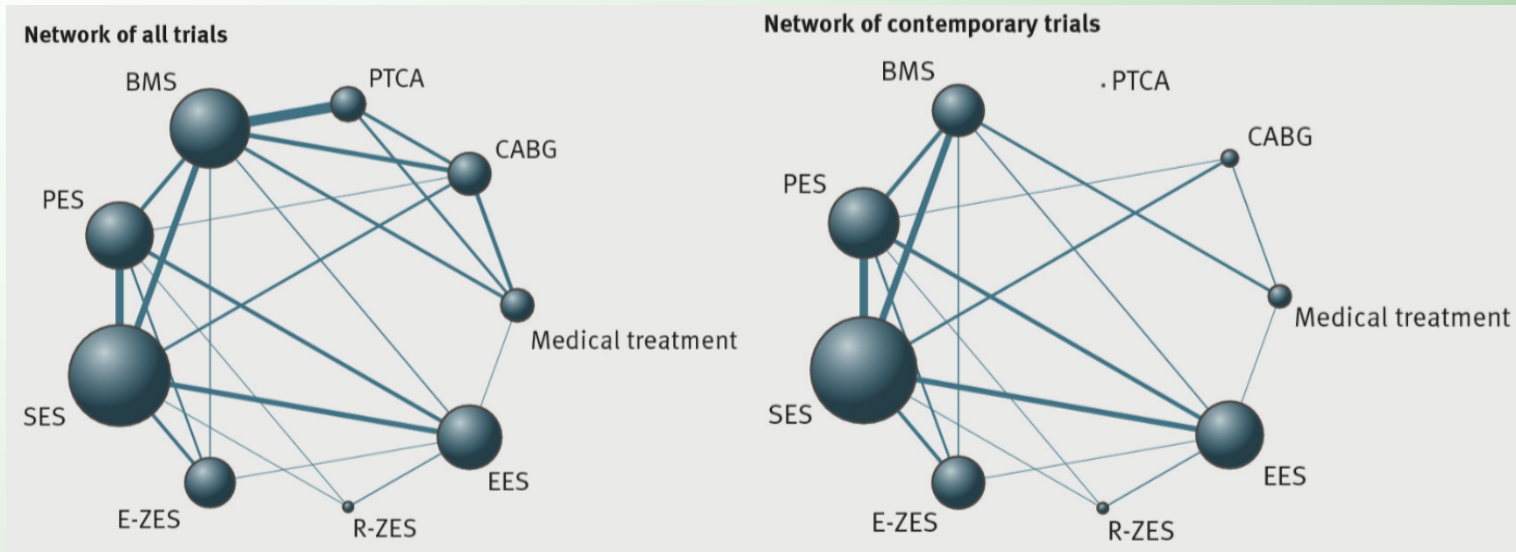 Network of all trials
BMS
PTCA
CABG
PES
Medical treatment
SES
EES
E-ZES
R-ZES
Network of contemporary trials
BMS
PTCA
CABG
PES
Medical treatment
SES
EES
E-ZES
R-ZES